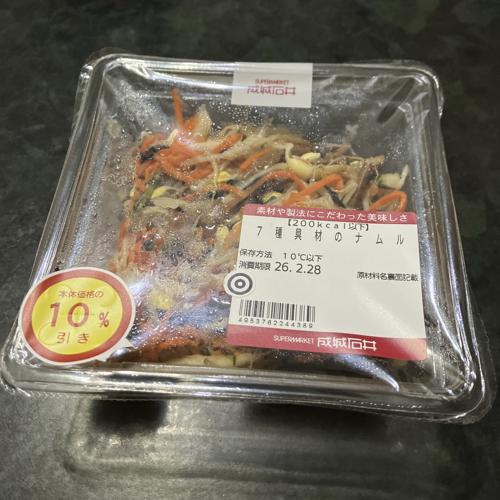 SUPERMARKET
成城石井
素材や製法にこだわった美味しさ
【200kcal以下】
7種具材のナムル
保存方法 10℃以下
消費期限 26.2.28
原材料名裏面記載
4953762244389
SUPERMARKET 成城石井
本体価格の
10%
引き